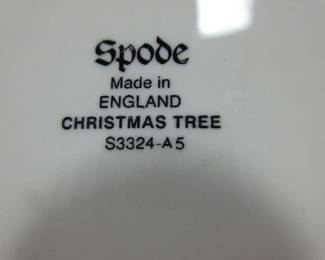 Spode
Made in
ENGLAND
CHRISTMAS TREE
S3324-A5